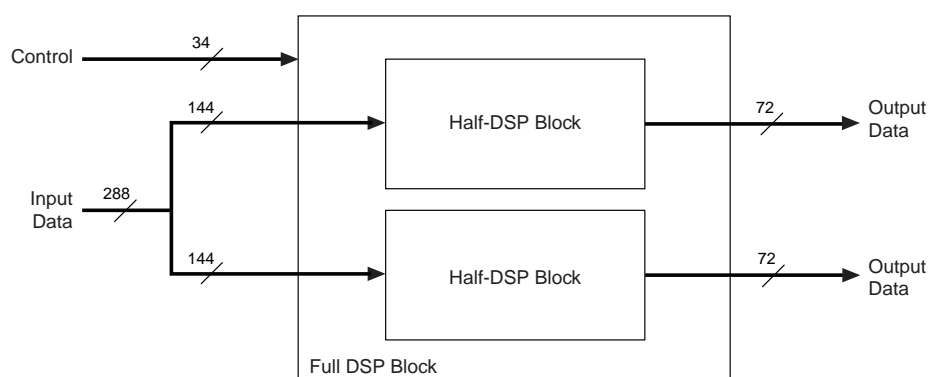 34
Control
144
72
Output
Data
Half-DSP Block
288
Input
Data
144
72
Output
Data
Half-DSP Block
Full DSP Block